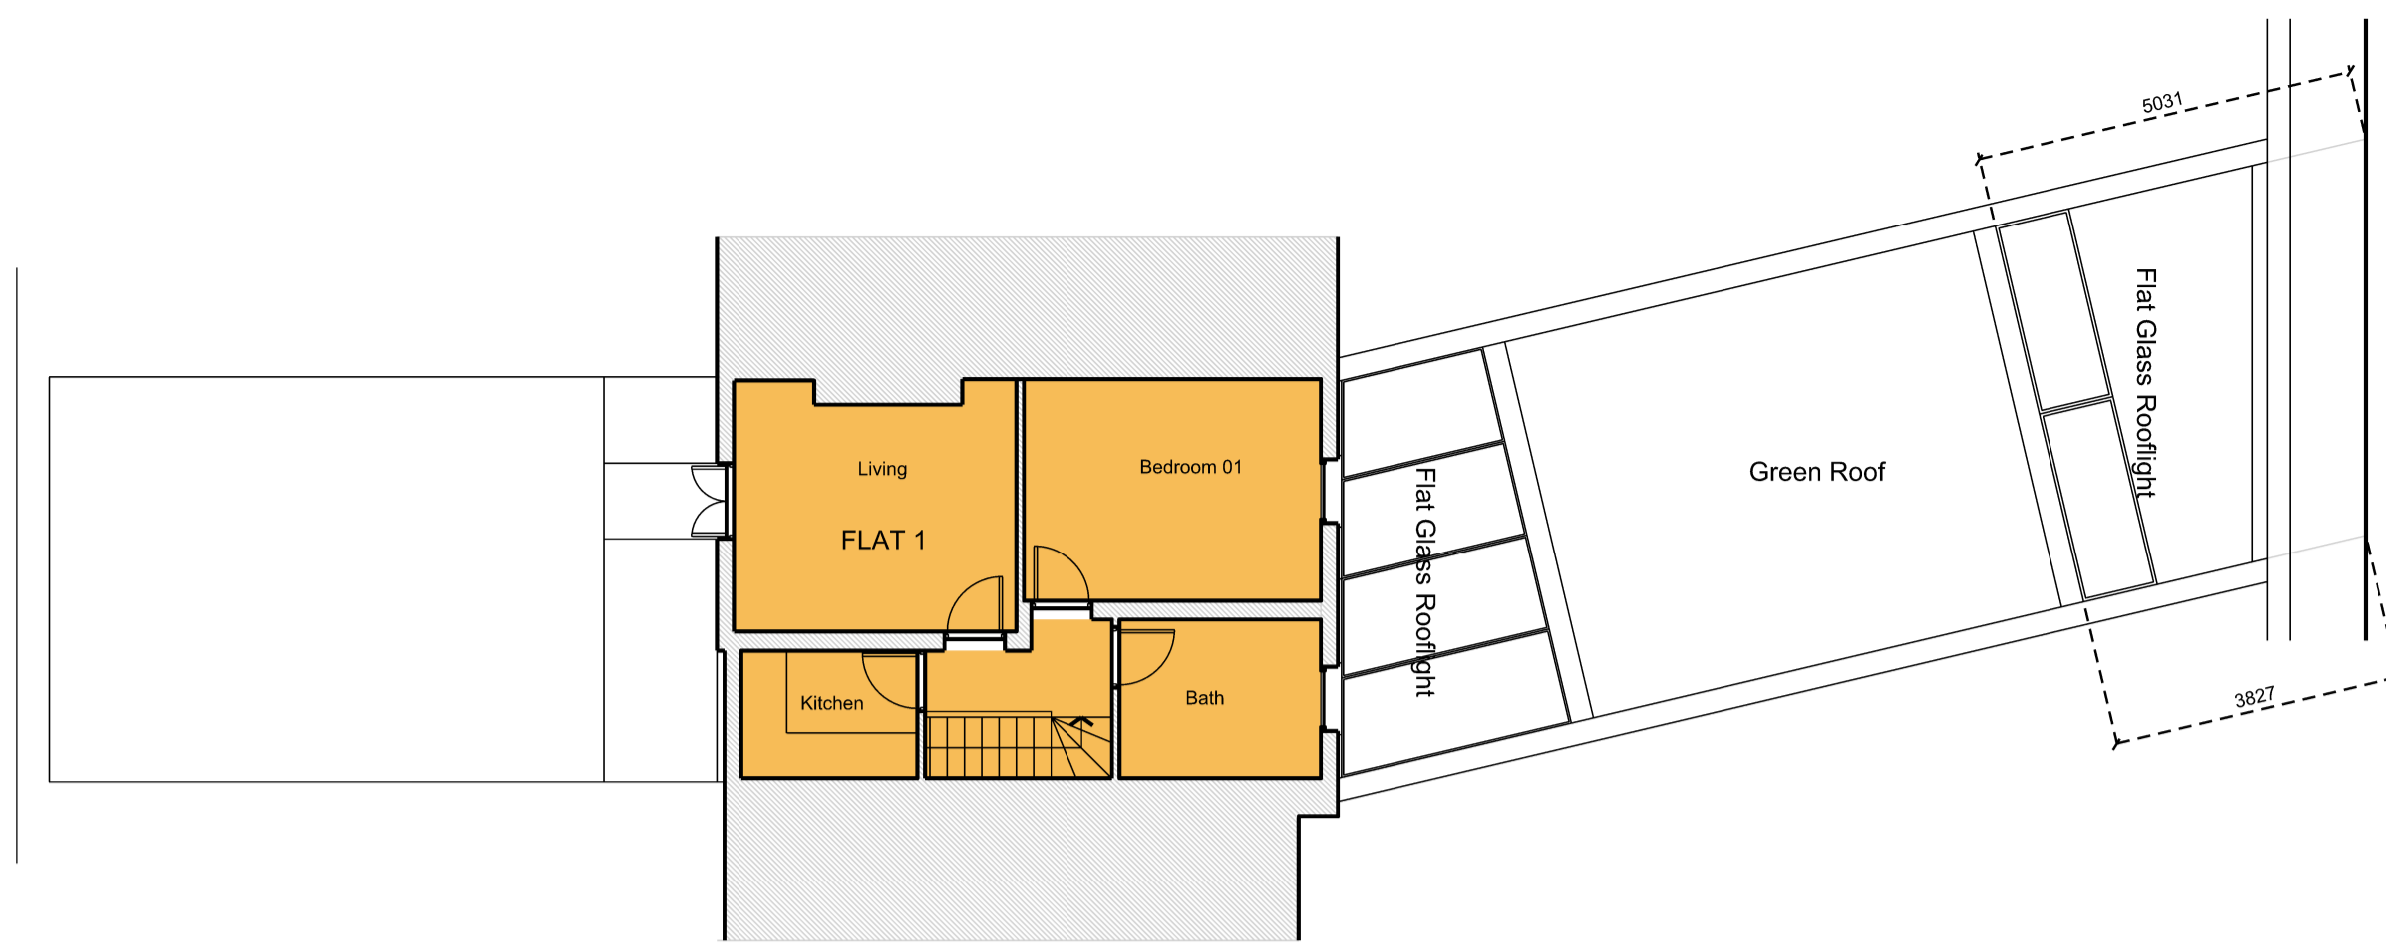 5031
Flat Glass Rooflight
Living
Bedroom 01
Green Roof
FLAT 1
Flat Glass Rooflight
Kitchen
Bath
3827